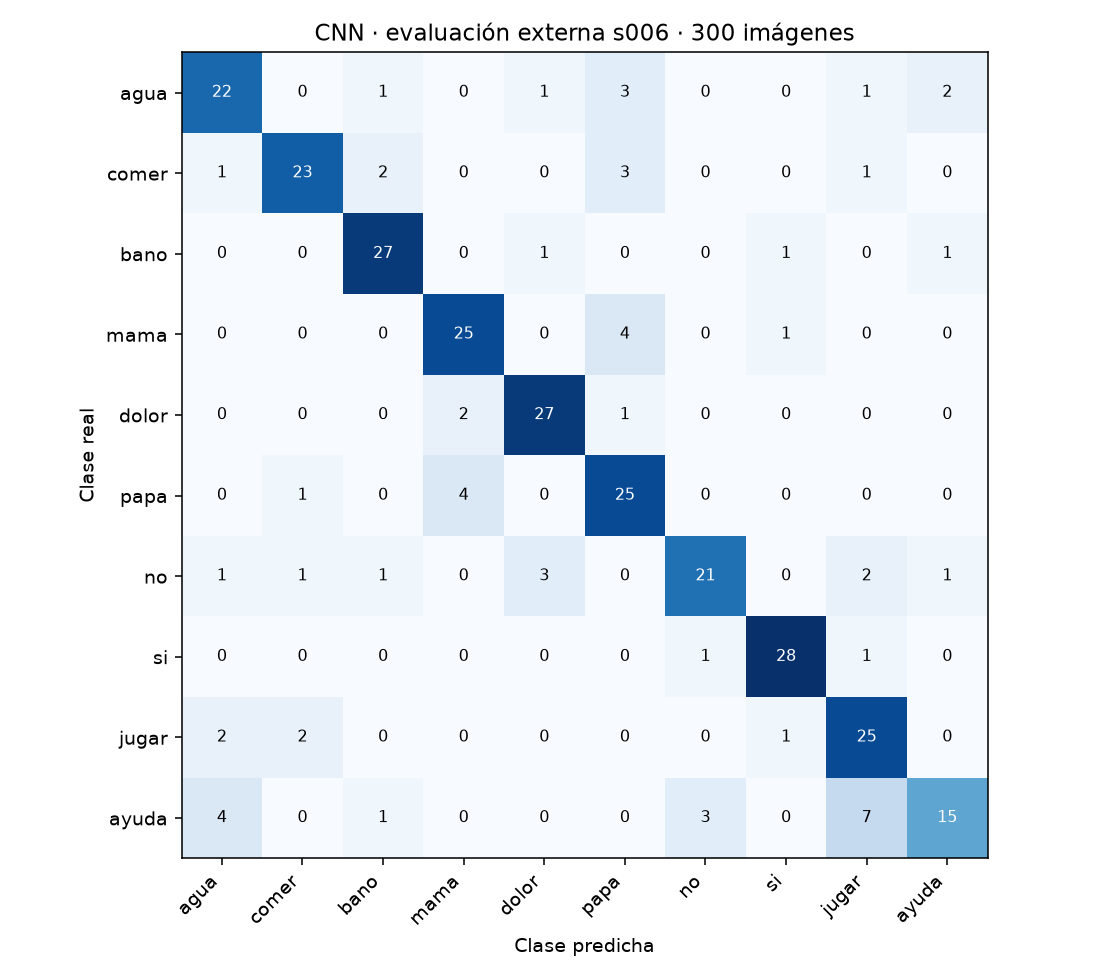 CNN · evaluación externa s006 · 300 imágenes
agua 22 0 1 0 1 3 0 0 1 2
comer 1 23 2 0 0 3 0 0 1 0
bano 0 0 27 0 1 0 0 1 0 1
mama 0 0 0 25 0 4 0 1 0 0
dolor 0 0 0 2 27 1 0 0 0 0
papa 0 1 0 4 0 25 0 0 0 0
no 1 1 1 0 3 0 21 0 2 1
si 0 0 0 0 0 0 1 28 1 0
jugar 2 2 0 0 0 0 0 1 25 0
ayuda 4 0 1 0 0 0 3 0 7 15
Clase real
agua comer bano mama dolor papa no si jugar ayuda
Clase predicha